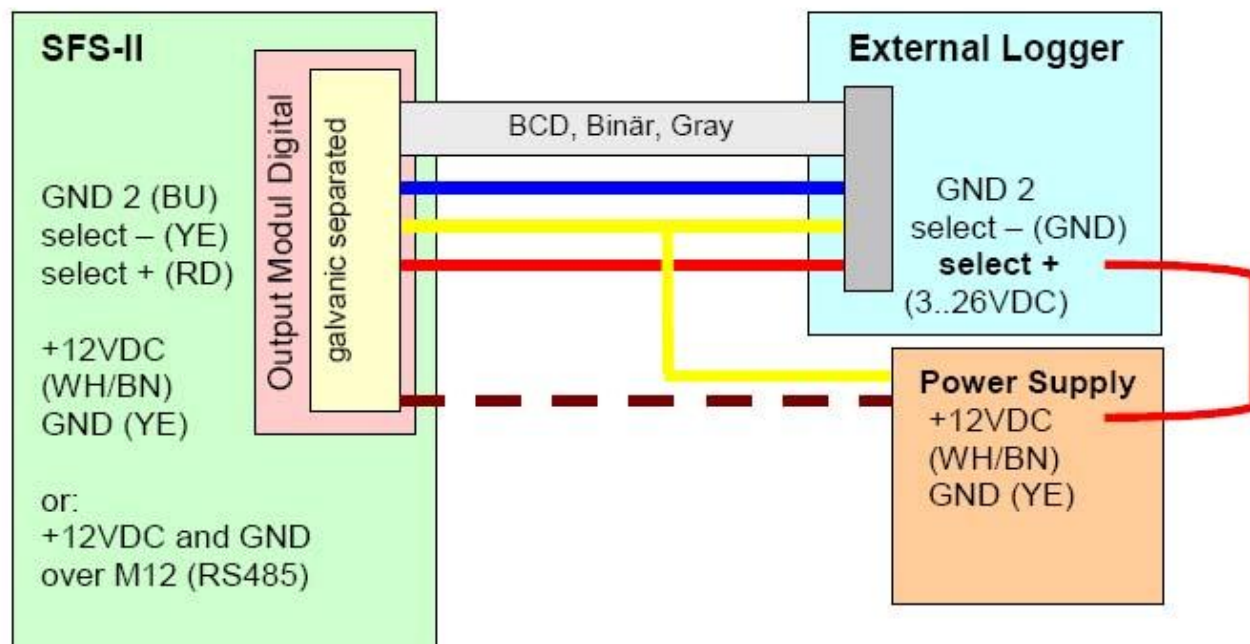 SFS-II
Output Modul Digital
galvanic separated
GND 2 (BU)
select – (YE)
select + (RD)
+12VDC
(WH/BN)
GND (YE)
or:
+12VDC and GND
over M12 (RS485)
BCD, Binär, Gray
External Logger
GND 2
select – (GND)
select +
(3..26VDC)
Power Supply
+12VDC
(WH/BN)
GND (YE)